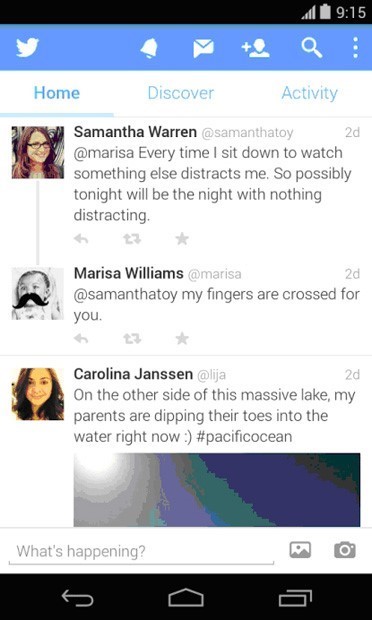 9:15
Home Discover Activity
Samantha Warren @samanthatoy 2d
@marisa Every time I sit down to watch
something else distracts me. So possibly
tonight will be the night with nothing
distracting.
Marisa Williams @marisa 2d
@samanthatoy my fingers are crossed for
you.
Carolina Janssen @lija 2d
On the other side of this massive lake, my
parents are dipping their toes into the
water right now :) #pacificocean
What's happening?